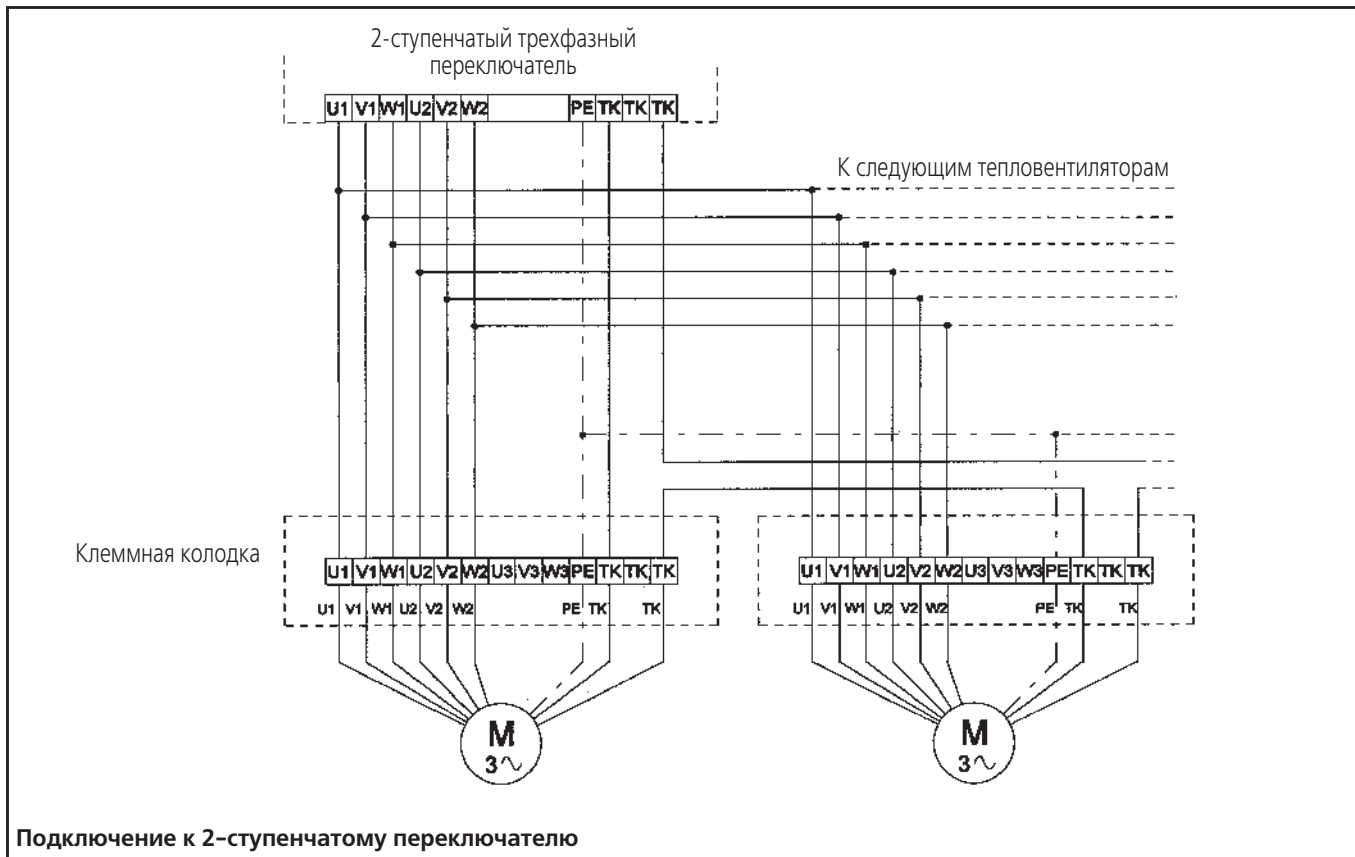 2-ступенчатый трехфазный
переключатель
U1 V1 W1 U2 V2 W2 PE TK TK TK
К следующим тепловентиляторам
Клеммная колодка
U1 V1 W1 U2 V2 W2 U3 V3 W3 PE TK TK TK
U1 V1 W1 U2 V2 W2 U3 V3 W3 PE TK TK TK
U1 V1 W1 U2 V2 W2 PE TK TK
U1 V1 W1 U2 V2 W2 PE TK TK
M
3∿
M
3∿
Подключение к 2-ступенчатому переключателю